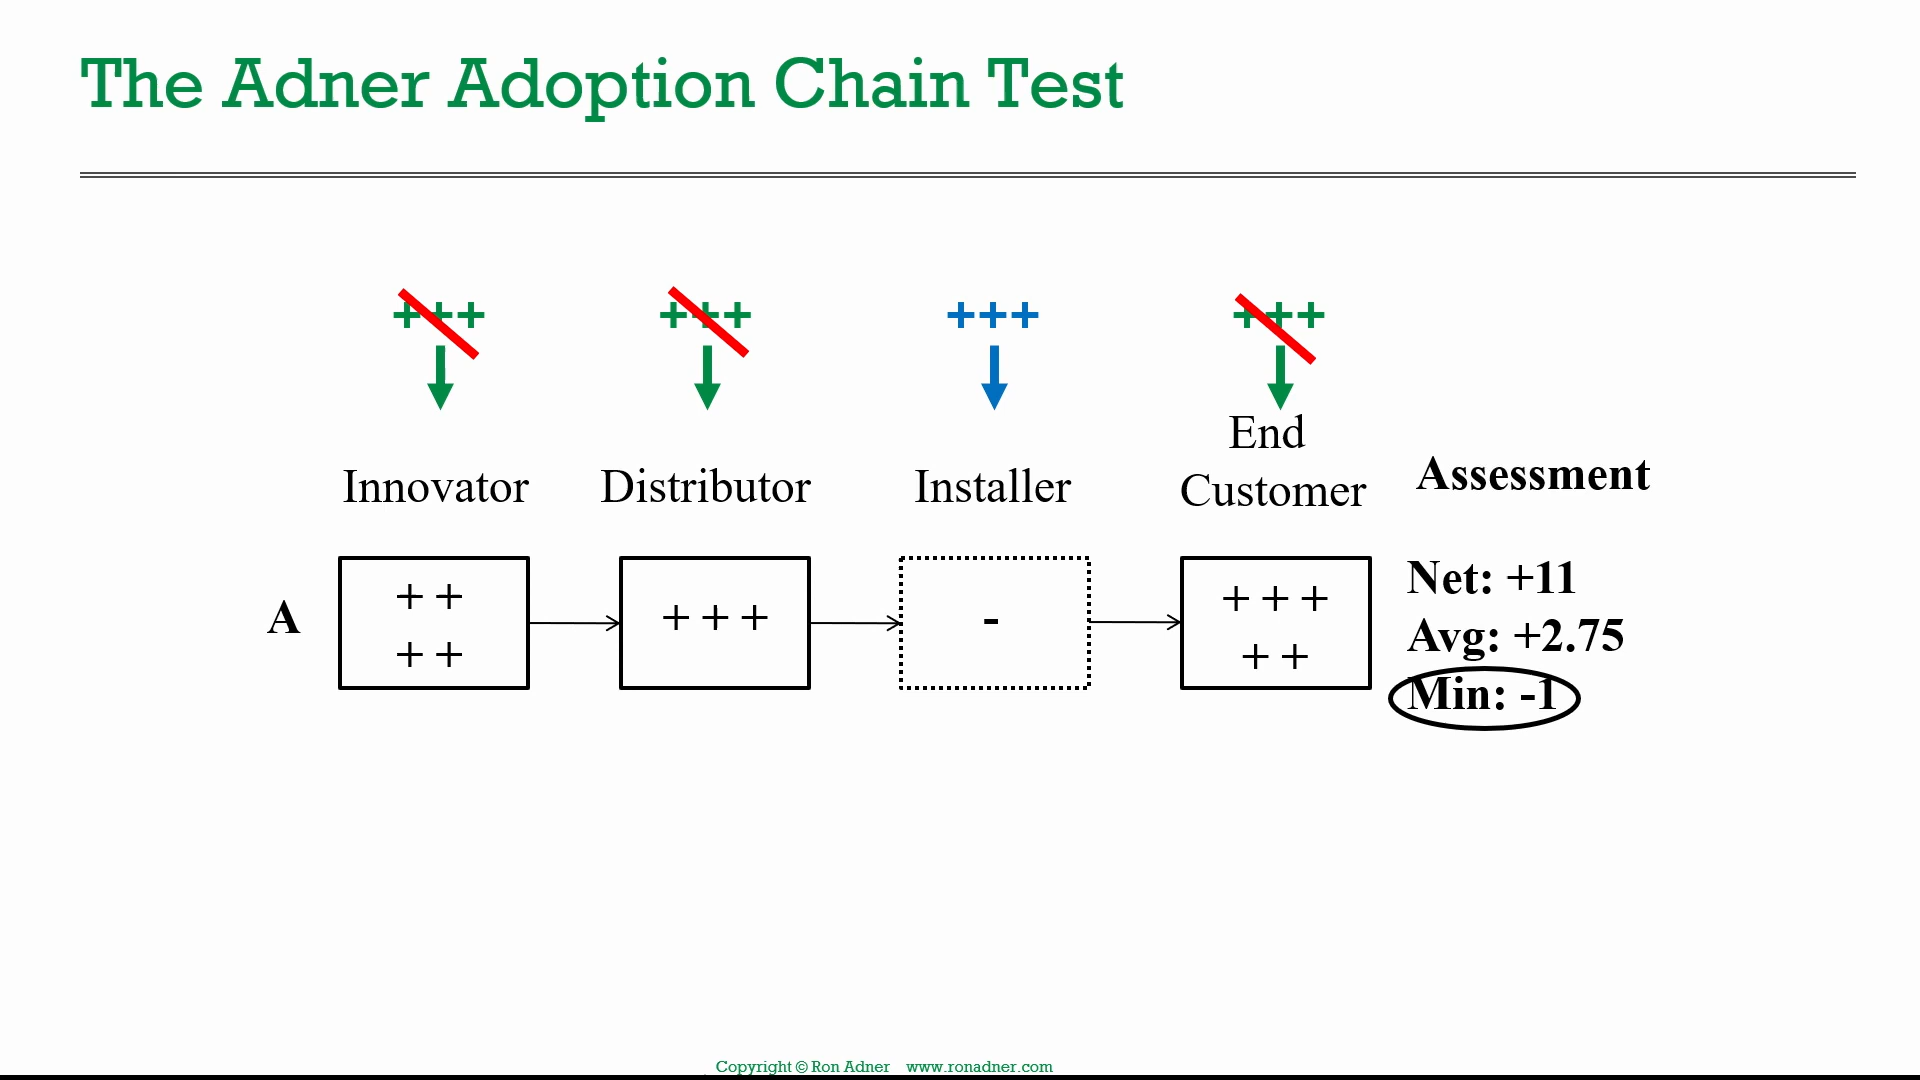 The Adner Adoption Chain Test
+++ +++ +++ +++
Innovator Distributor Installer End Customer Assessment
A
+ +
+ +
+ + +
-
+ + +
+ +
Net: +11
Avg: +2.75
Min: -1
Copyright © Ron Adner www.ronadner.com